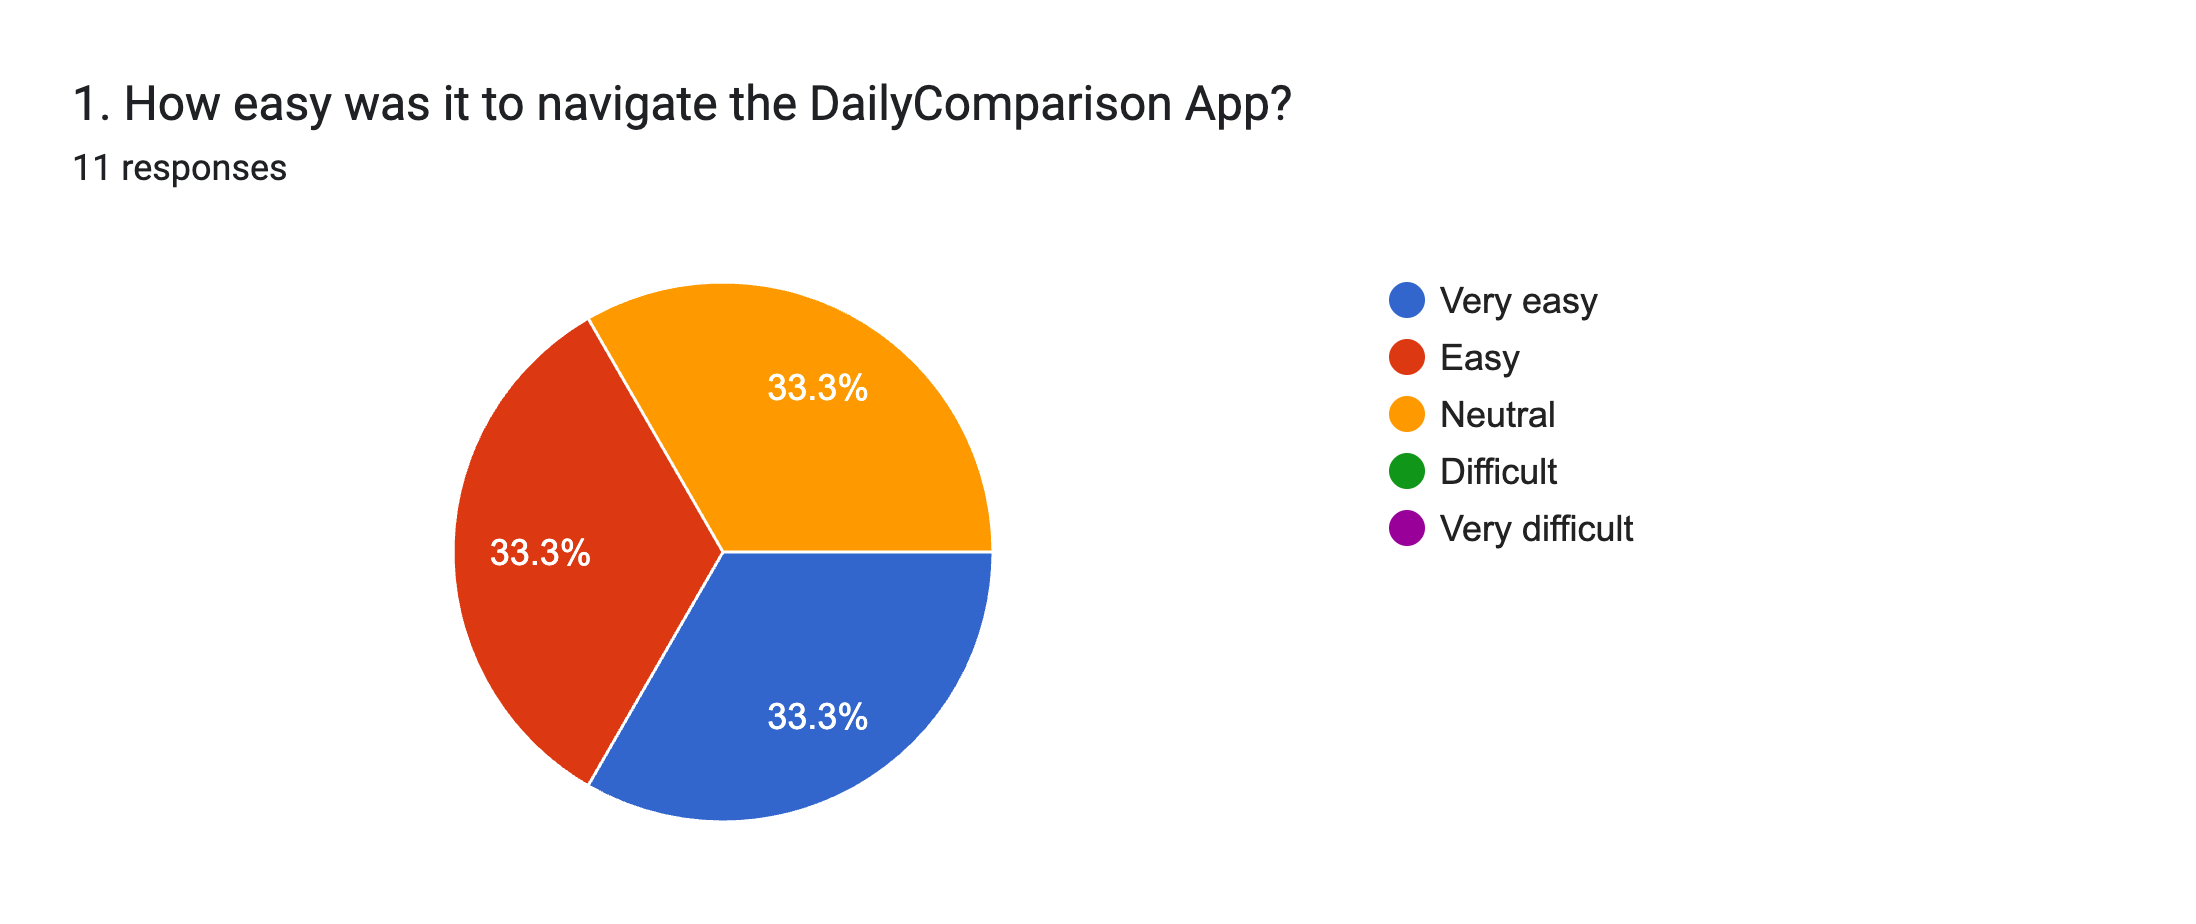 1. How easy was it to navigate the DailyComparison App?
11 responses
33.3%
33.3%
33.3%
Very easy
Easy
Neutral
Difficult
Very difficult